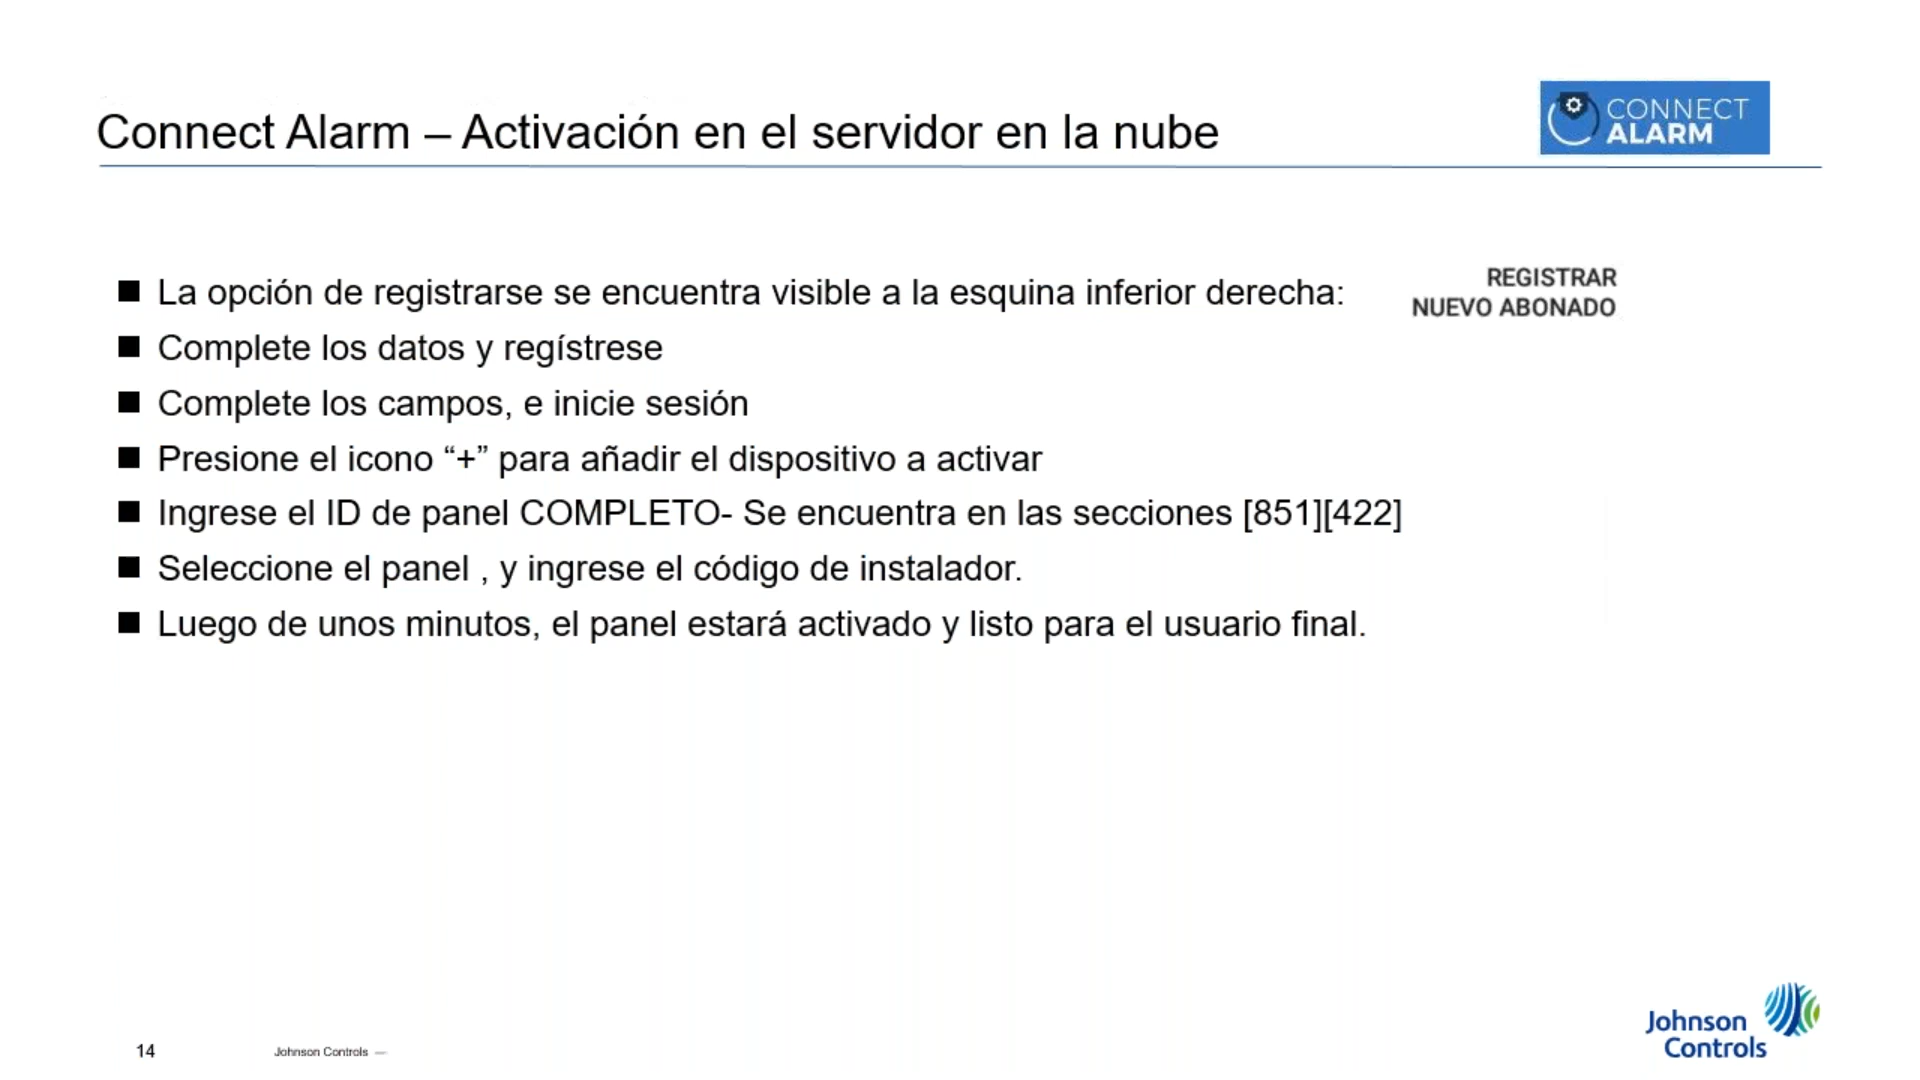 Connect Alarm – Activación en el servidor en la nube
CONNECT
ALARM
■ La opción de registrarse se encuentra visible a la esquina inferior derecha:
REGISTRAR
NUEVO ABONADO
■ Complete los datos y regístrese
■ Complete los campos, e inicie sesión
■ Presione el icono “+” para añadir el dispositivo a activar
■ Ingrese el ID de panel COMPLETO- Se encuentra en las secciones [851][422]
■ Seleccione el panel , y ingrese el código de instalador.
■ Luego de unos minutos, el panel estará activado y listo para el usuario final.
14
Johnson Controls —
Johnson
Controls